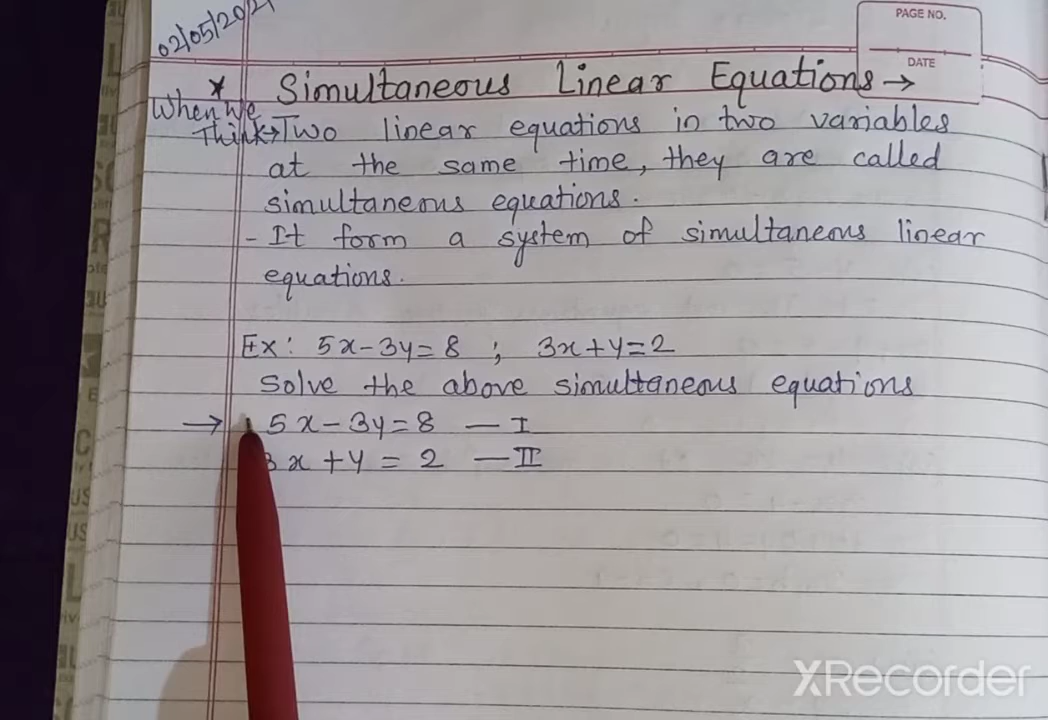 02/05/202
PAGE NO.
DATE
* Simultaneous Linear Equations →
When we
Think→Two linear equations in two variables
at the same time, they are called
simultaneous equations.
- It form a system of simultaneous linear
equations.
Ex: 5x-3y=8 ; 3x+y=2
Solve the above simultaneous equations
→ 5x-3y=8 — I
3x+y=2 — II
XRecorder